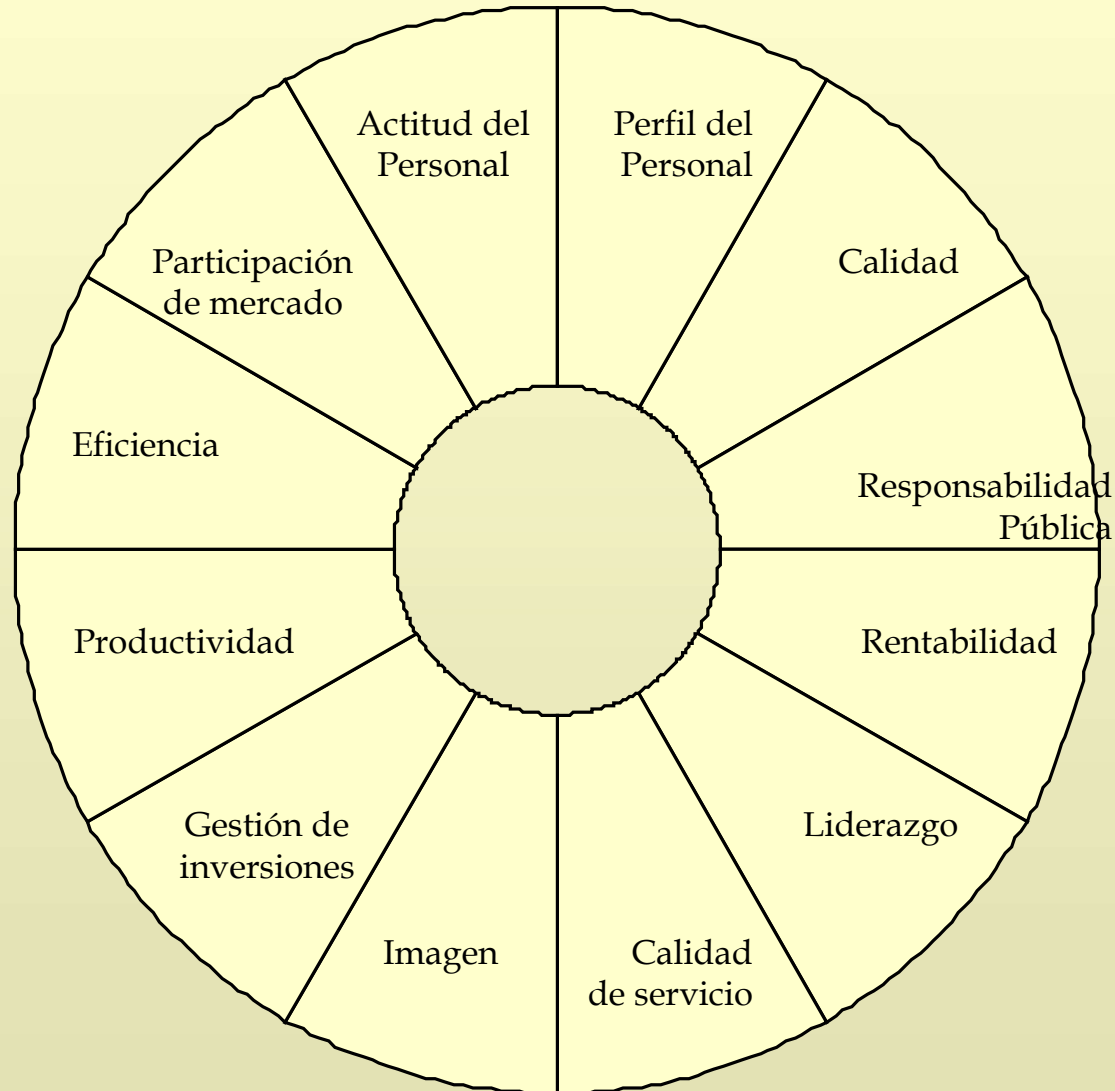 Actitud del
Personal
Perfil del
Personal
Calidad
Responsabilidad
Pública
Rentabilidad
Liderazgo
Calidad
de servicio
Imagen
Gestión de
inversiones
Productividad
Eficiencia
Participación
de mercado